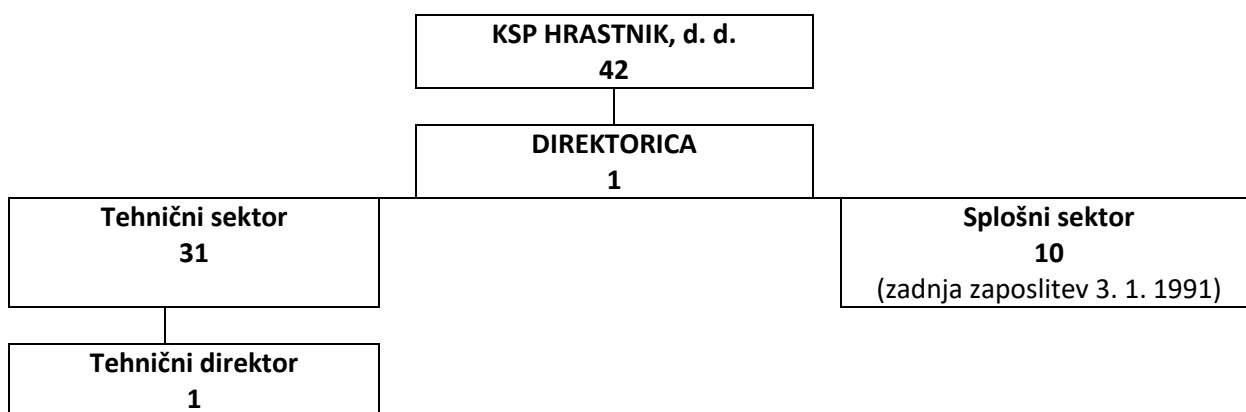 KSP HRASTNIK, d. d.
42
DIREKTORICA
1
Tehnični sektor
31
Splošni sektor
10
(zadnja zaposlitev 3. 1. 1991)
Tehnični direktor
1